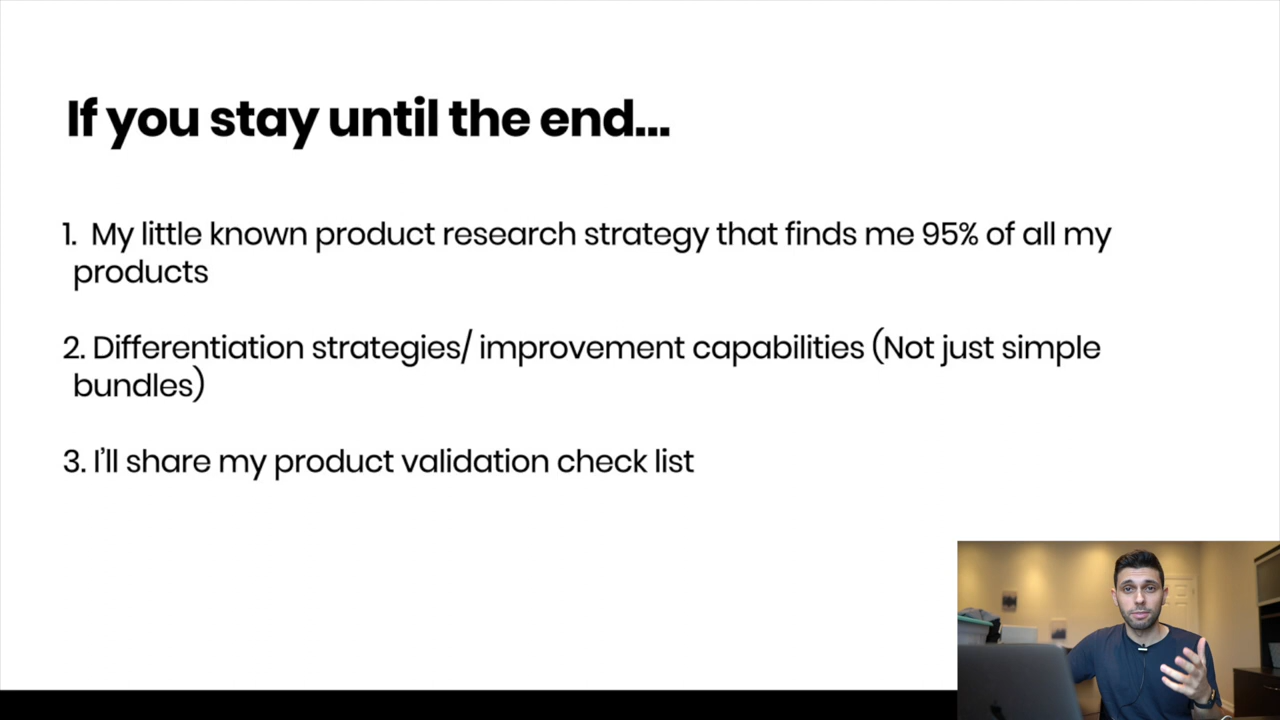 If you stay until the end...
1. My little known product research strategy that finds me 95% of all my
products
2. Differentiation strategies/ improvement capabilities (Not just simple
bundles)
3. I'll share my product validation check list